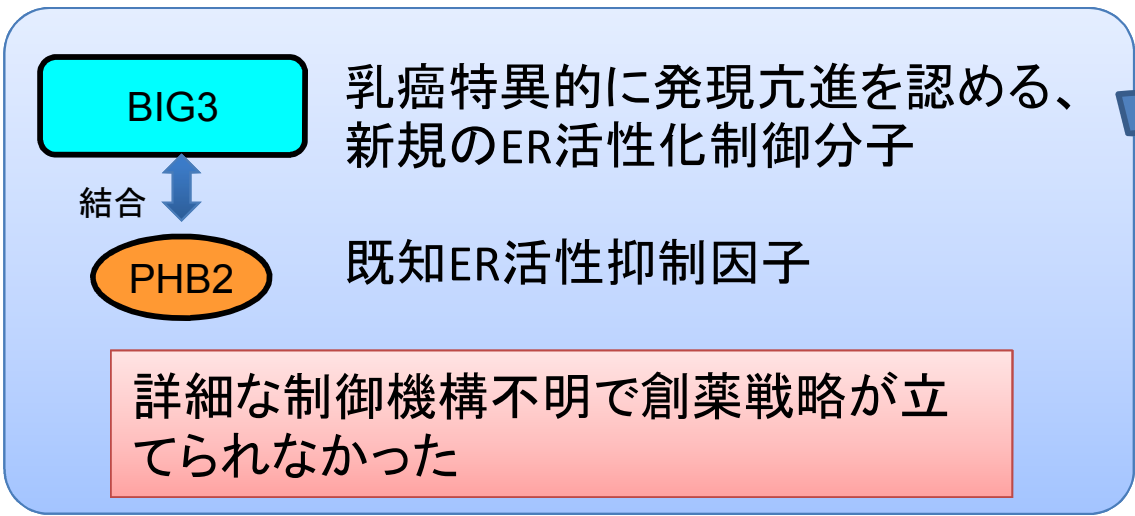 BIG3
乳癌特異的に発現亢進を認める、
新規のER活性化制御分子
結合
PHB2
既知ER活性抑制因子
詳細な制御機構不明で創薬戦略が立
てられなかった